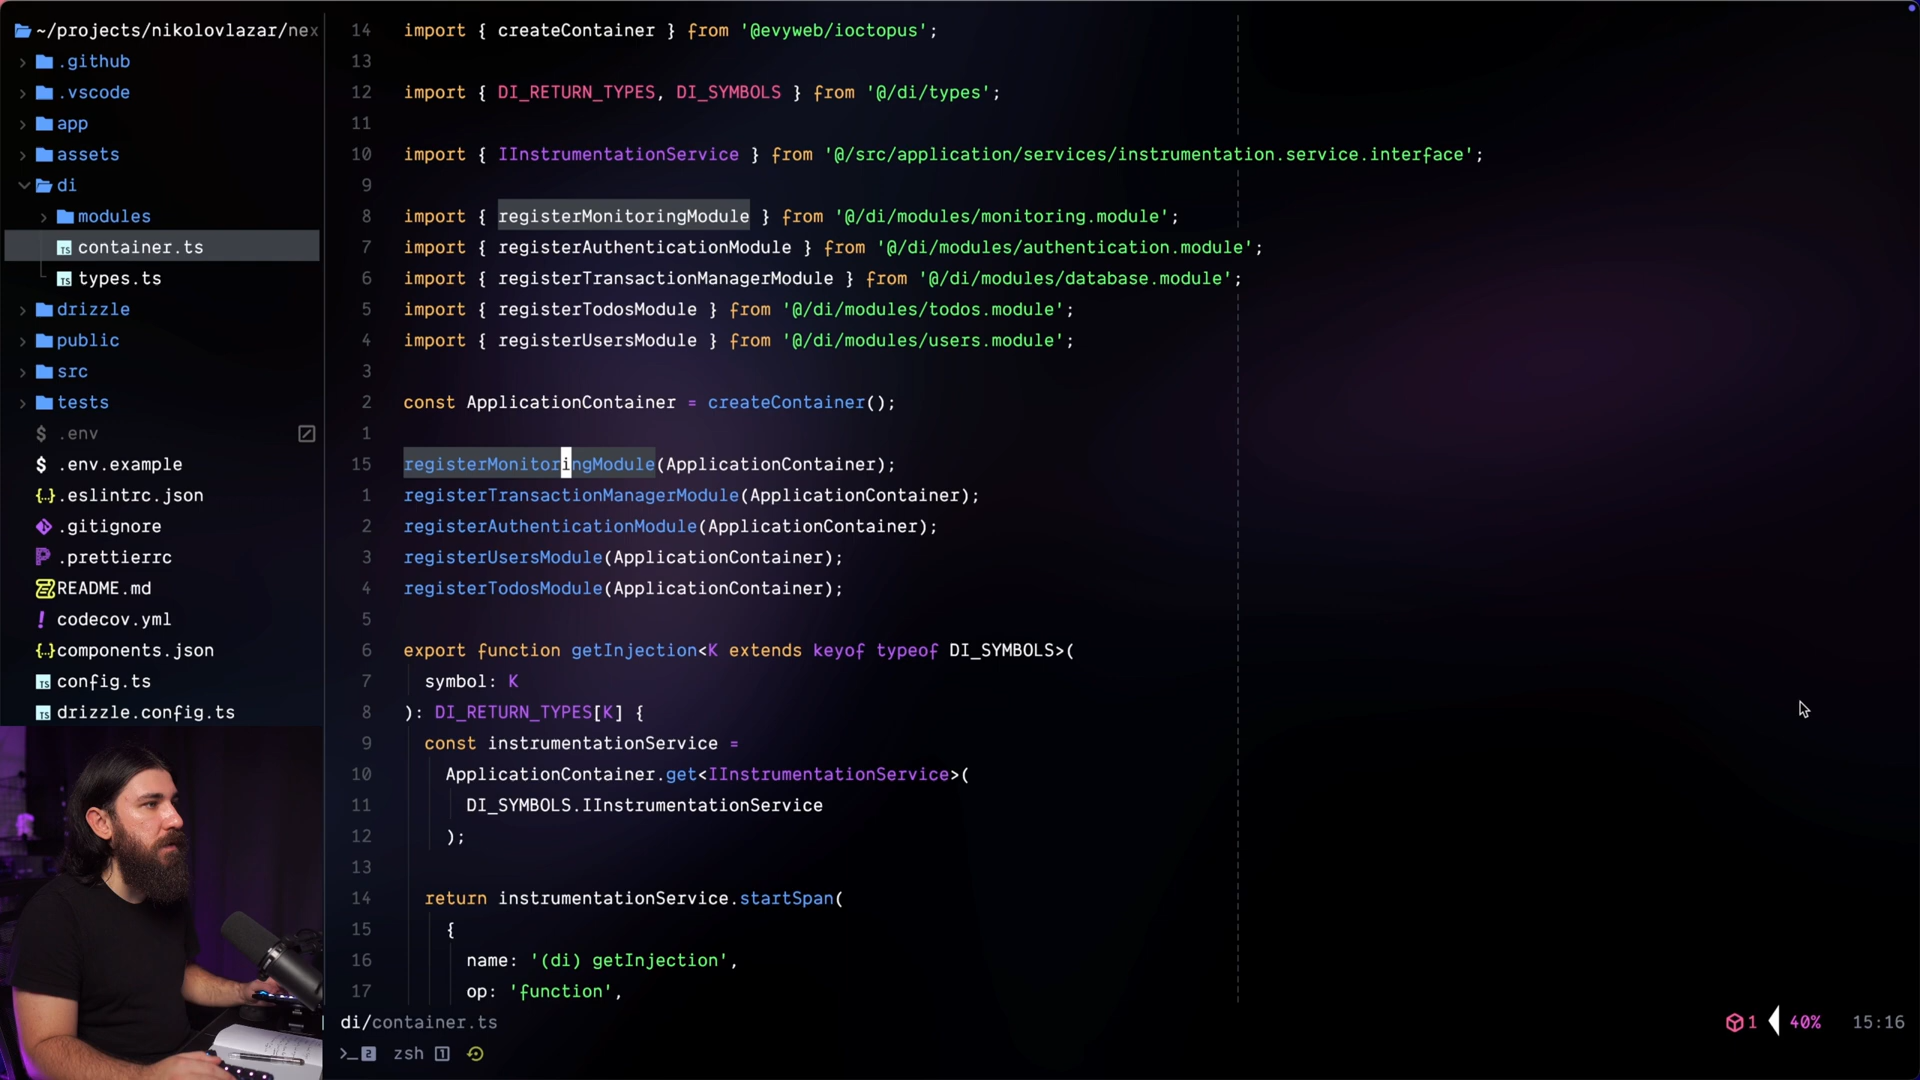 ~/projects/nikolovlazar/nex
.github
.vscode
app
assets
di
modules
container.ts
types.ts
drizzle
public
src
tests
$ .env
$ .env.example
{..} .eslintrc.json
.gitignore
.prettierrc
README.md
! codecov.yml
{..} components.json
TS config.ts
TS drizzle.config.ts
14 import { createContainer } from '@evyweb/ioctopus';
13
12 import { DI_RETURN_TYPES, DI_SYMBOLS } from '@/di/types';
11
10 import { IInstrumentationService } from '@/src/application/services/instrumentation.service.interface';
9
8 import { registerMonitoringModule } from '@/di/modules/monitoring.module';
7 import { registerAuthenticationModule } from '@/di/modules/authentication.module';
6 import { registerTransactionManagerModule } from '@/di/modules/database.module';
5 import { registerTodosModule } from '@/di/modules/todos.module';
4 import { registerUsersModule } from '@/di/modules/users.module';
3
2 const ApplicationContainer = createContainer();
1
15 registerMonitoringModule(ApplicationContainer);
1 registerTransactionManagerModule(ApplicationContainer);
2 registerAuthenticationModule(ApplicationContainer);
3 registerUsersModule(ApplicationContainer);
4 registerTodosModule(ApplicationContainer);
5
6 export function getInjection<K extends keyof typeof DI_SYMBOLS>(
7 symbol: K
8 ): DI_RETURN_TYPES[K] {
9 const instrumentationService =
10 ApplicationContainer.get<IInstrumentationService>(
11 DI_SYMBOLS.IInstrumentationService
12 );
13
14 return instrumentationService.startSpan(
15 {
16 name: '(di) getInjection',
17 op: 'function',
di/container.ts
1 40% 15:16
>_ 2 zsh 1